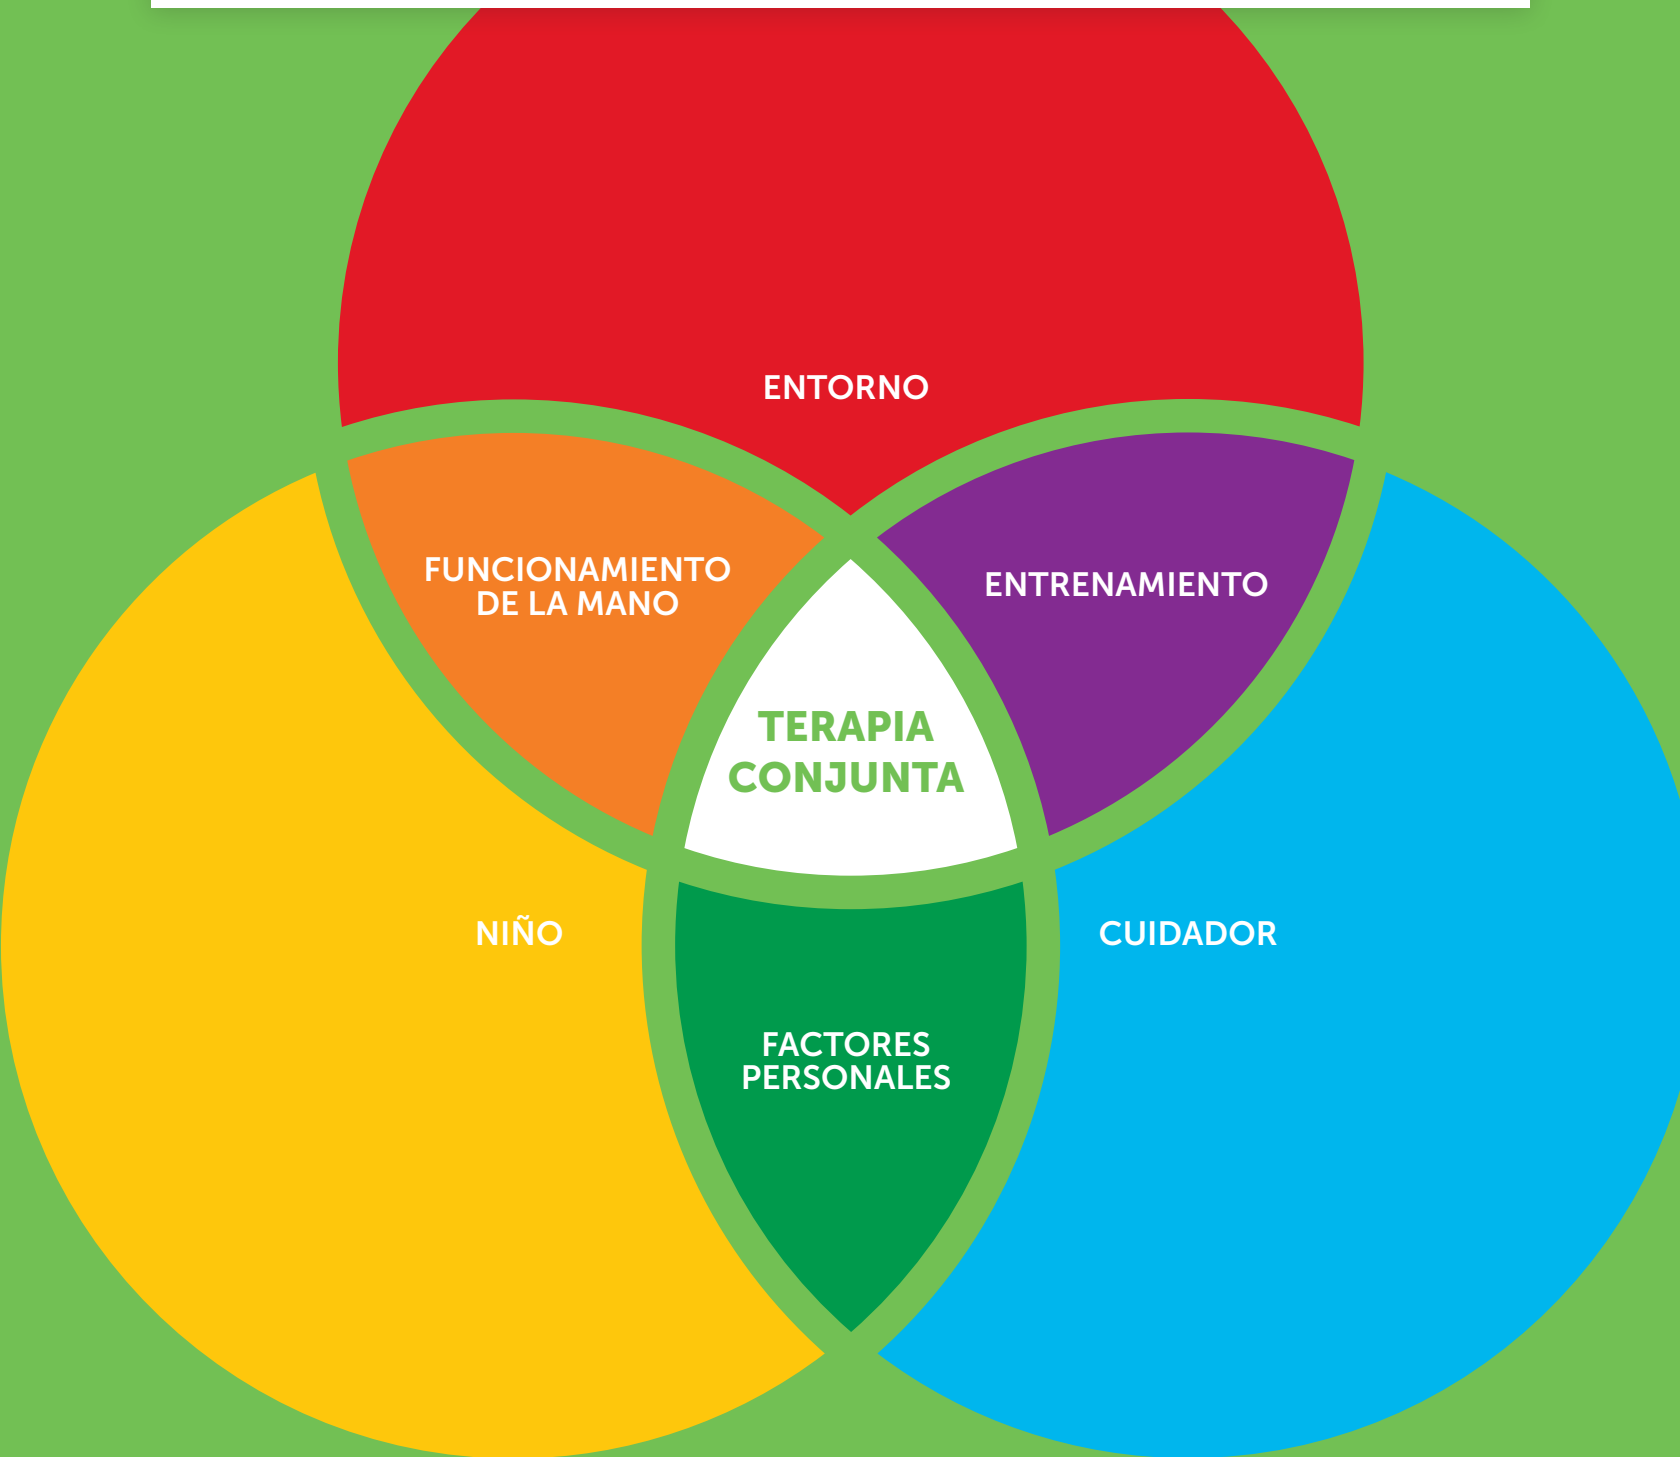 ENTORNO
FUNCIONAMIENTO
DE LA MANO
ENTRENAMIENTO
TERAPIA
CONJUNTA
NIÑO
CUIDADOR
FACTORES
PERSONALES